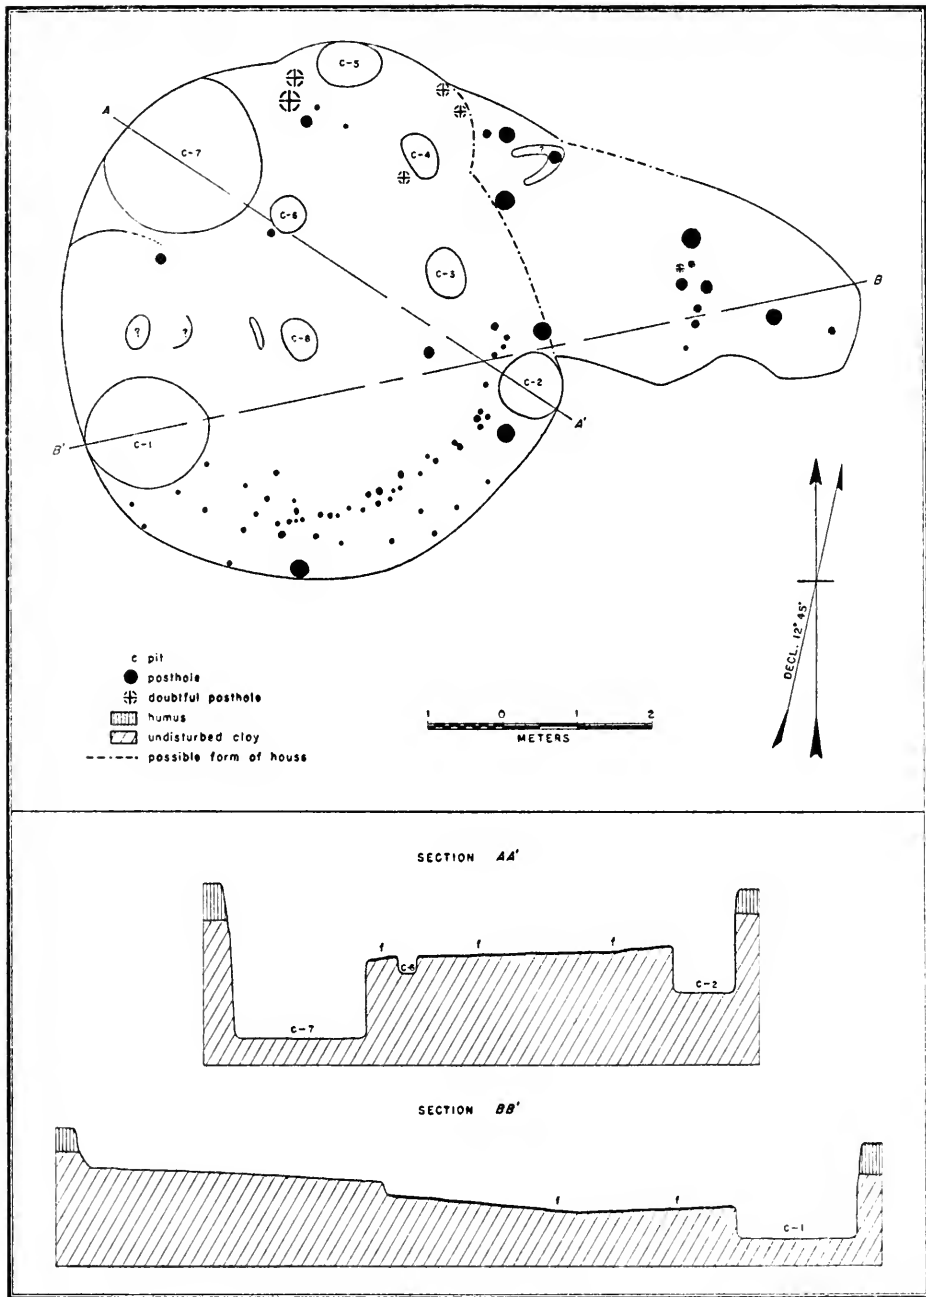 C-5
A
C-7
C-4
?
C-6
C-3
B
?
?
C-8
C-2
A'
B'
C-1
DECL. 12° 45'
c pit
posthole
doubtful posthole
humus
undisturbed clay
possible form of house
1 0 1 2
METERS
SECTION AA'
f f f
C-6
C-2
C-7
SECTION BB'
f f
C-1